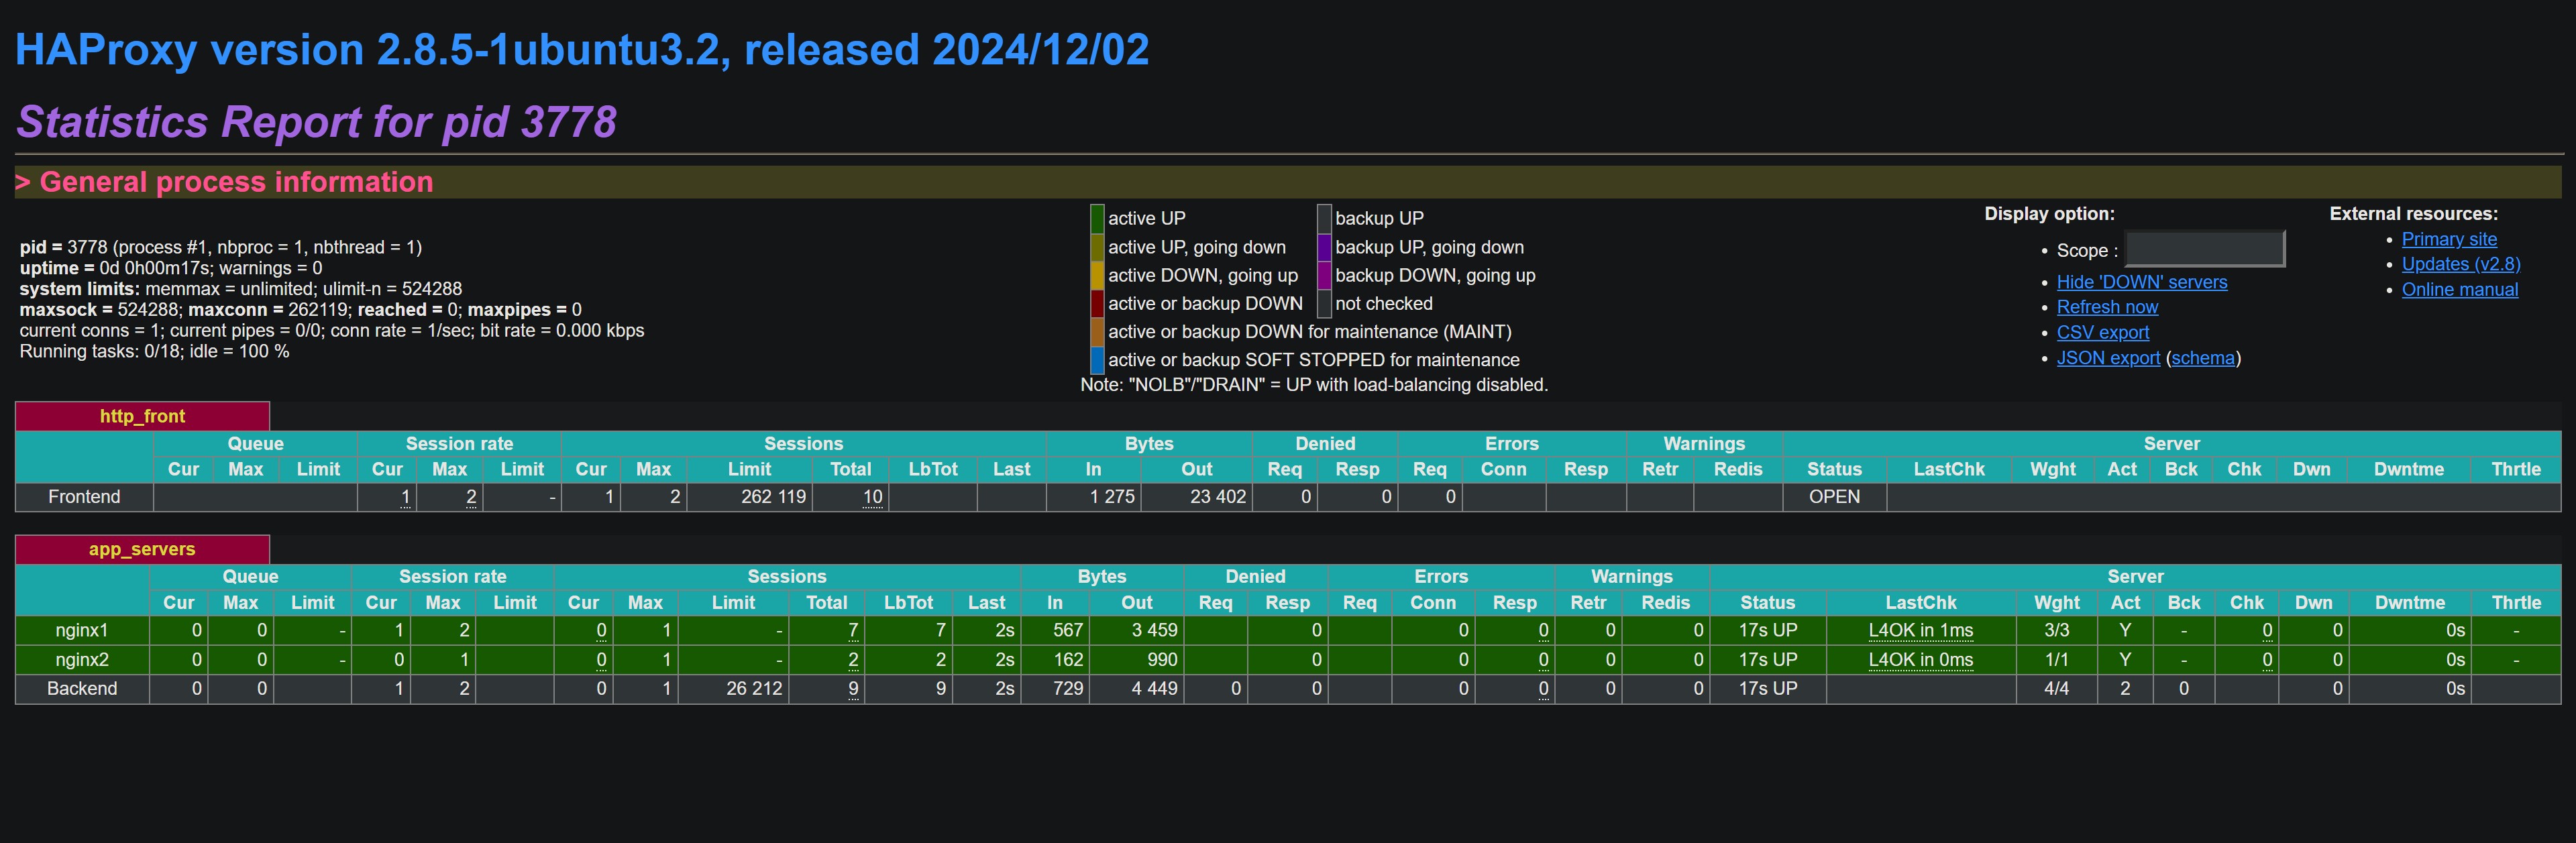 HAProxy version 2.8.5-1ubuntu3.2, released 2024/12/02
Statistics Report for pid 3778
> General process information
pid = 3778 (process #1, nbproc = 1, nbthread = 1)
uptime = 0d 0h00m17s; warnings = 0
system limits: memmax = unlimited; ulimit-n = 524288
maxsock = 524288; maxconn = 262119; reached = 0; maxpipes = 0
current conns = 1; current pipes = 0/0; conn rate = 1/sec; bit rate = 0.000 kbps
Running tasks: 0/18; idle = 100 %
active UP backup UP
active UP, going down backup UP, going down
active DOWN, going up backup DOWN, going up
active or backup DOWN not checked
active or backup DOWN for maintenance (MAINT)
active or backup SOFT STOPPED for maintenance
Note: "NOLB"/"DRAIN" = UP with load-balancing disabled.
Display option:
• Scope :
• Hide 'DOWN' servers
• Refresh now
• CSV export
• JSON export (schema)
External resources:
• Primary site
• Updates (v2.8)
• Online manual
http_front
Queue Session rate Sessions Bytes Denied Errors Warnings Server
Cur Max Limit Cur Max Limit Cur Max Limit Total LbTot Last In Out Req Resp Req Conn Resp Retr Redis Status LastChk Wght Act Bck Chk Dwn Dwntme Thrtle
Frontend 1 2 - 1 2 262 119 10 1 275 23 402 0 0 0 OPEN
app_servers
Queue Session rate Sessions Bytes Denied Errors Warnings Server
Cur Max Limit Cur Max Limit Cur Max Limit Total LbTot Last In Out Req Resp Req Conn Resp Retr Redis Status LastChk Wght Act Bck Chk Dwn Dwntme Thrtle
nginx1 0 0 - 1 2 0 1 - 7 7 2s 567 3 459 0 0 0 0 0 17s UP L4OK in 1ms 3/3 Y - 0 0 0s -
nginx2 0 0 - 0 1 0 1 - 2 2 2s 162 990 0 0 0 0 0 17s UP L4OK in 0ms 1/1 Y - 0 0 0s -
Backend 0 0 1 2 0 1 26 212 9 9 2s 729 4 449 0 0 0 0 0 0 17s UP 4/4 2 0 0 0s